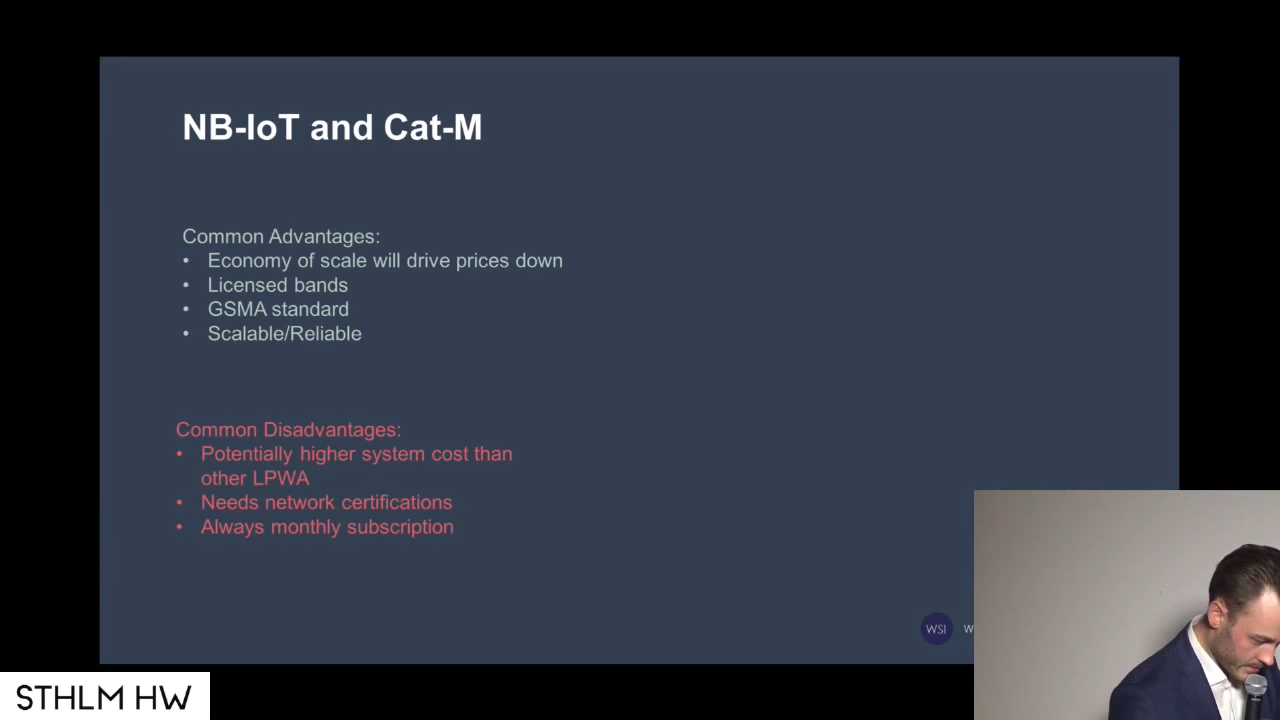 NB-IoT and Cat-M
Common Advantages:
• Economy of scale will drive prices down
• Licensed bands
• GSMA standard
• Scalable/Reliable
Common Disadvantages:
• Potentially higher system cost than
other LPWA
• Needs network certifications
• Always monthly subscription
WSI W
STHLM HW